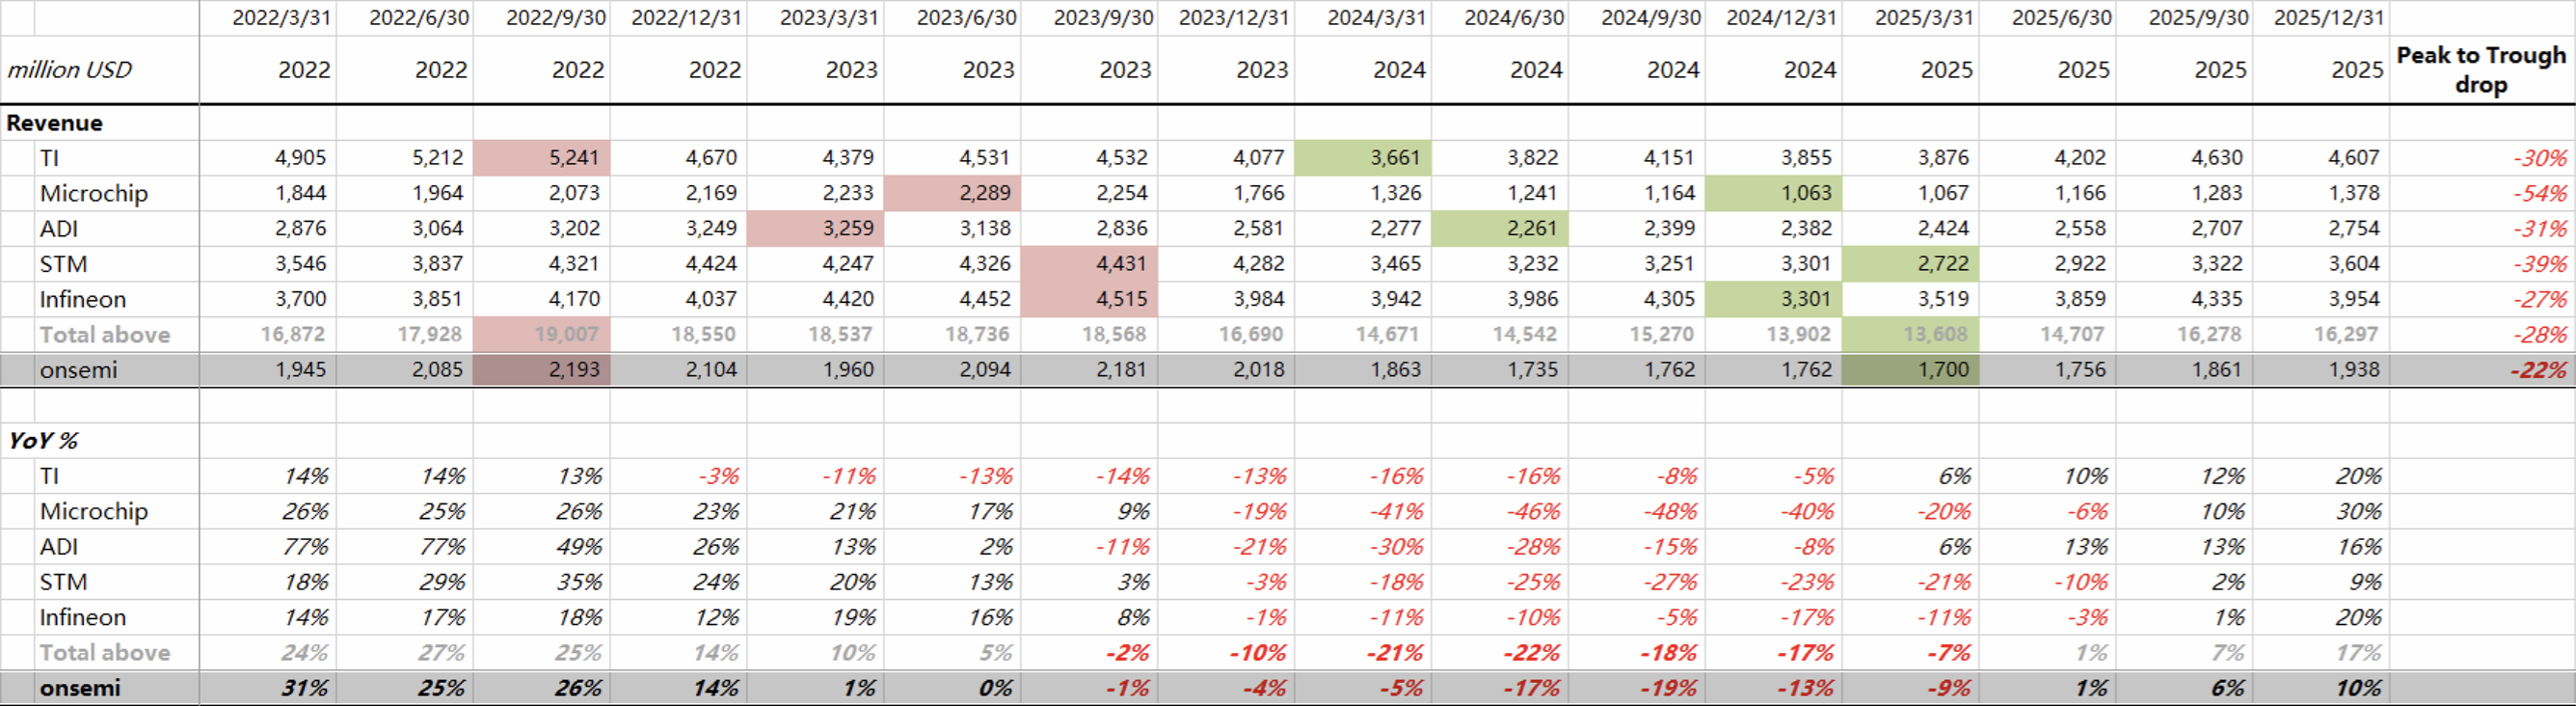 2022/3/31 2022/6/30 2022/9/30 2022/12/31 2023/3/31 2023/6/30 2023/9/30 2023/12/31 2024/3/31 2024/6/30 2024/9/30 2024/12/31 2025/3/31 2025/6/30 2025/9/30 2025/12/31
million USD 2022 2022 2022 2022 2023 2023 2023 2023 2024 2024 2024 2024 2025 2025 2025 2025 Peak to Trough
drop
Revenue
TI 4,905 5,212 5,241 4,670 4,379 4,531 4,532 4,077 3,661 3,822 4,151 3,855 3,876 4,202 4,630 4,607 -30%
Microchip 1,844 1,964 2,073 2,169 2,233 2,289 2,254 1,766 1,326 1,241 1,164 1,063 1,067 1,166 1,283 1,378 -54%
ADI 2,876 3,064 3,202 3,249 3,259 3,138 2,836 2,581 2,277 2,261 2,399 2,382 2,424 2,558 2,707 2,754 -31%
STM 3,546 3,837 4,321 4,424 4,247 4,326 4,431 4,282 3,465 3,232 3,251 3,301 2,722 2,922 3,322 3,604 -39%
Infineon 3,700 3,851 4,170 4,037 4,420 4,452 4,515 3,984 3,942 3,986 4,305 3,301 3,519 3,859 4,335 3,954 -27%
Total above 16,872 17,928 19,007 18,550 18,537 18,736 18,568 16,690 14,671 14,542 15,270 13,902 13,608 14,707 16,278 16,297 -28%
onsemi 1,945 2,085 2,193 2,104 1,960 2,094 2,181 2,018 1,863 1,735 1,762 1,762 1,700 1,756 1,861 1,938 -22%
YoY %
TI 14% 14% 13% -3% -11% -13% -14% -13% -16% -16% -8% -5% 6% 10% 12% 20%
Microchip 26% 25% 26% 23% 21% 17% 9% -19% -41% -46% -48% -40% -20% -6% 10% 30%
ADI 77% 77% 49% 26% 13% 2% -11% -21% -30% -28% -15% -8% 6% 13% 13% 16%
STM 18% 29% 35% 24% 20% 13% 3% -3% -18% -25% -27% -23% -21% -10% 2% 9%
Infineon 14% 17% 18% 12% 19% 16% 8% -1% -11% -10% -5% -17% -11% -3% 1% 20%
Total above 24% 27% 25% 14% 10% 5% -2% -10% -21% -22% -18% -17% -7% 1% 7% 17%
onsemi 31% 25% 26% 14% 1% 0% -1% -4% -5% -17% -19% -13% -9% 1% 6% 10%